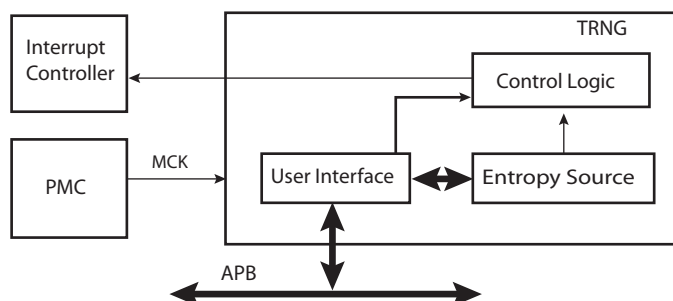 TRNG
Interrupt
Controller
Control Logic
MCK
PMC
User Interface
Entropy Source
APB